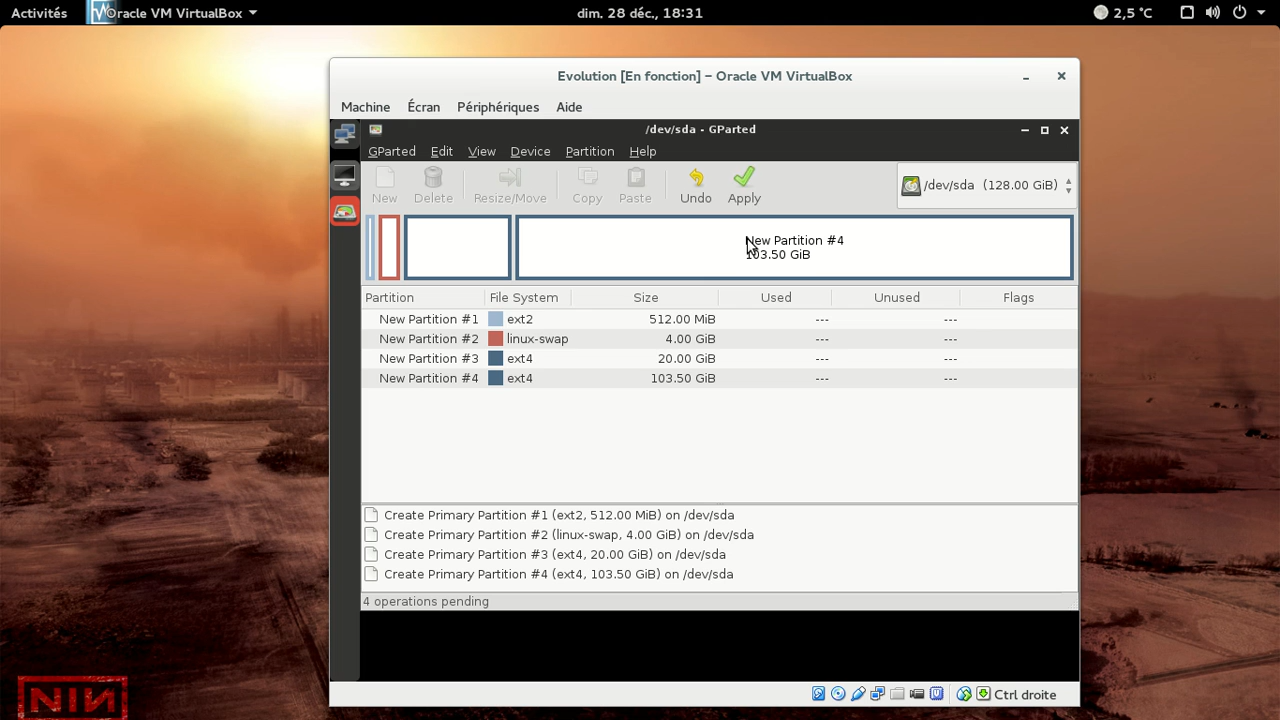 Activités Oracle VM VirtualBox dim. 28 déc., 18:31 2,5 °C
Evolution [En fonction] – Oracle VM VirtualBox
Machine Écran Périphériques Aide
/dev/sda - GParted
GParted Edit View Device Partition Help
New Delete Resize/Move Copy Paste Undo Apply /dev/sda (128.00 GiB)
New Partition #4
103.50 GiB
Partition File System Size Used Unused Flags
New Partition #1 ext2 512.00 MiB --- ---
New Partition #2 linux-swap 4.00 GiB --- ---
New Partition #3 ext4 20.00 GiB --- ---
New Partition #4 ext4 103.50 GiB --- ---
Create Primary Partition #1 (ext2, 512.00 MiB) on /dev/sda
Create Primary Partition #2 (linux-swap, 4.00 GiB) on /dev/sda
Create Primary Partition #3 (ext4, 20.00 GiB) on /dev/sda
Create Primary Partition #4 (ext4, 103.50 GiB) on /dev/sda
4 operations pending
Ctrl droite
NIИ